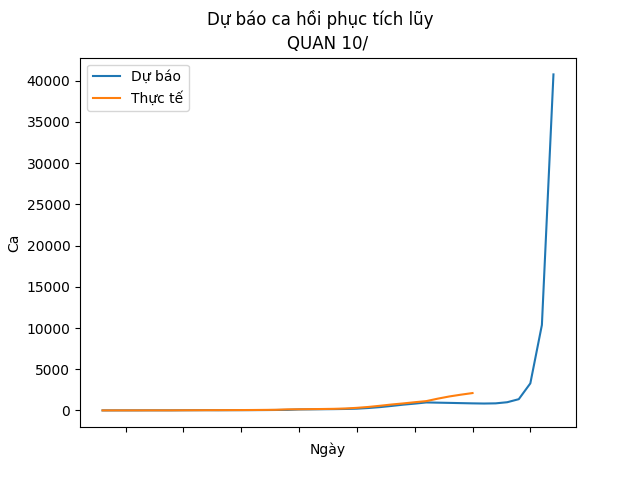 Dự báo ca hồi phục tích lũy
QUAN 10/
Dự báo
Thực tế
40000
35000
30000
25000
20000
15000
10000
5000
0
Ca
Ngày